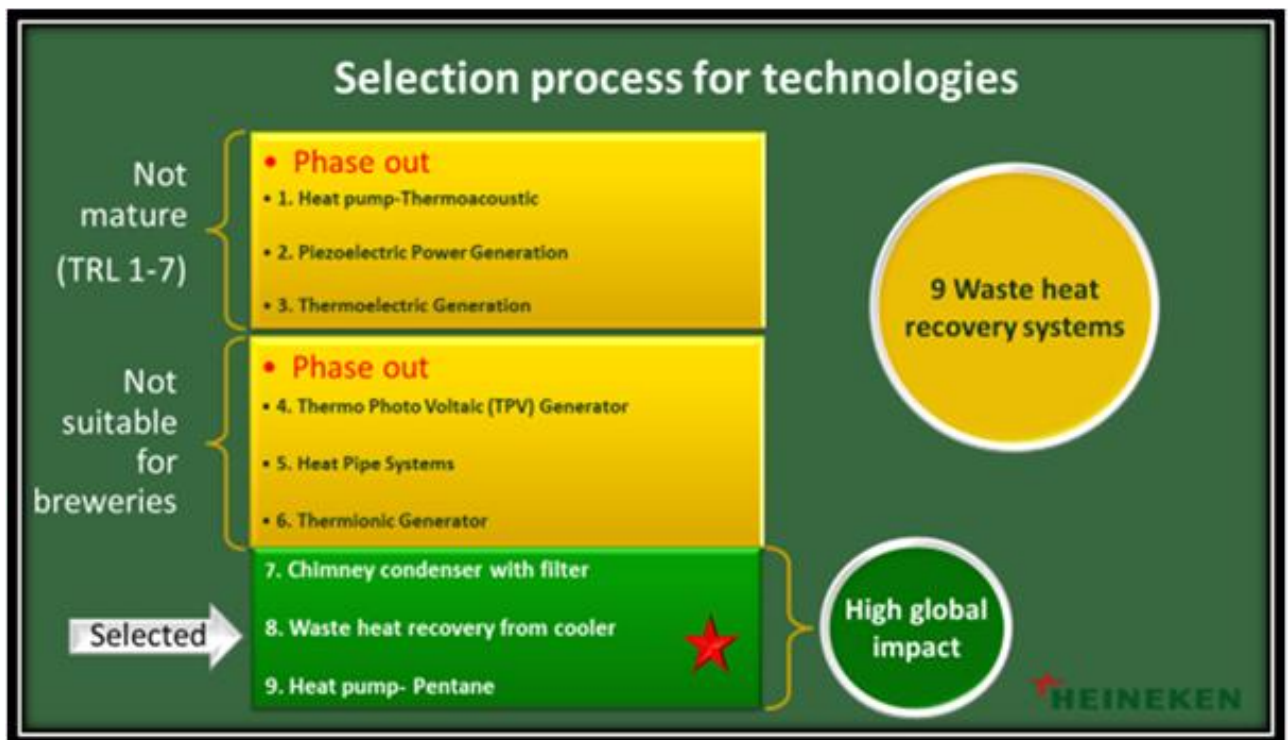 Selection process for technologies
Not
mature
(TRL 1-7)
• Phase out
• 1. Heat pump-Thermoacoustic
• 2. Piezoelectric Power Generation
• 3. Thermoelectric Generation
Not
suitable
for
breweries
• Phase out
• 4. Thermo Photo Voltaic (TPV) Generator
• 5. Heat Pipe Systems
• 6. Thermionic Generator
Selected
7. Chimney condenser with filter
8. Waste heat recovery from cooler
9. Heat pump- Pentane
9 Waste heat
recovery systems
High global
impact
HEINEKEN